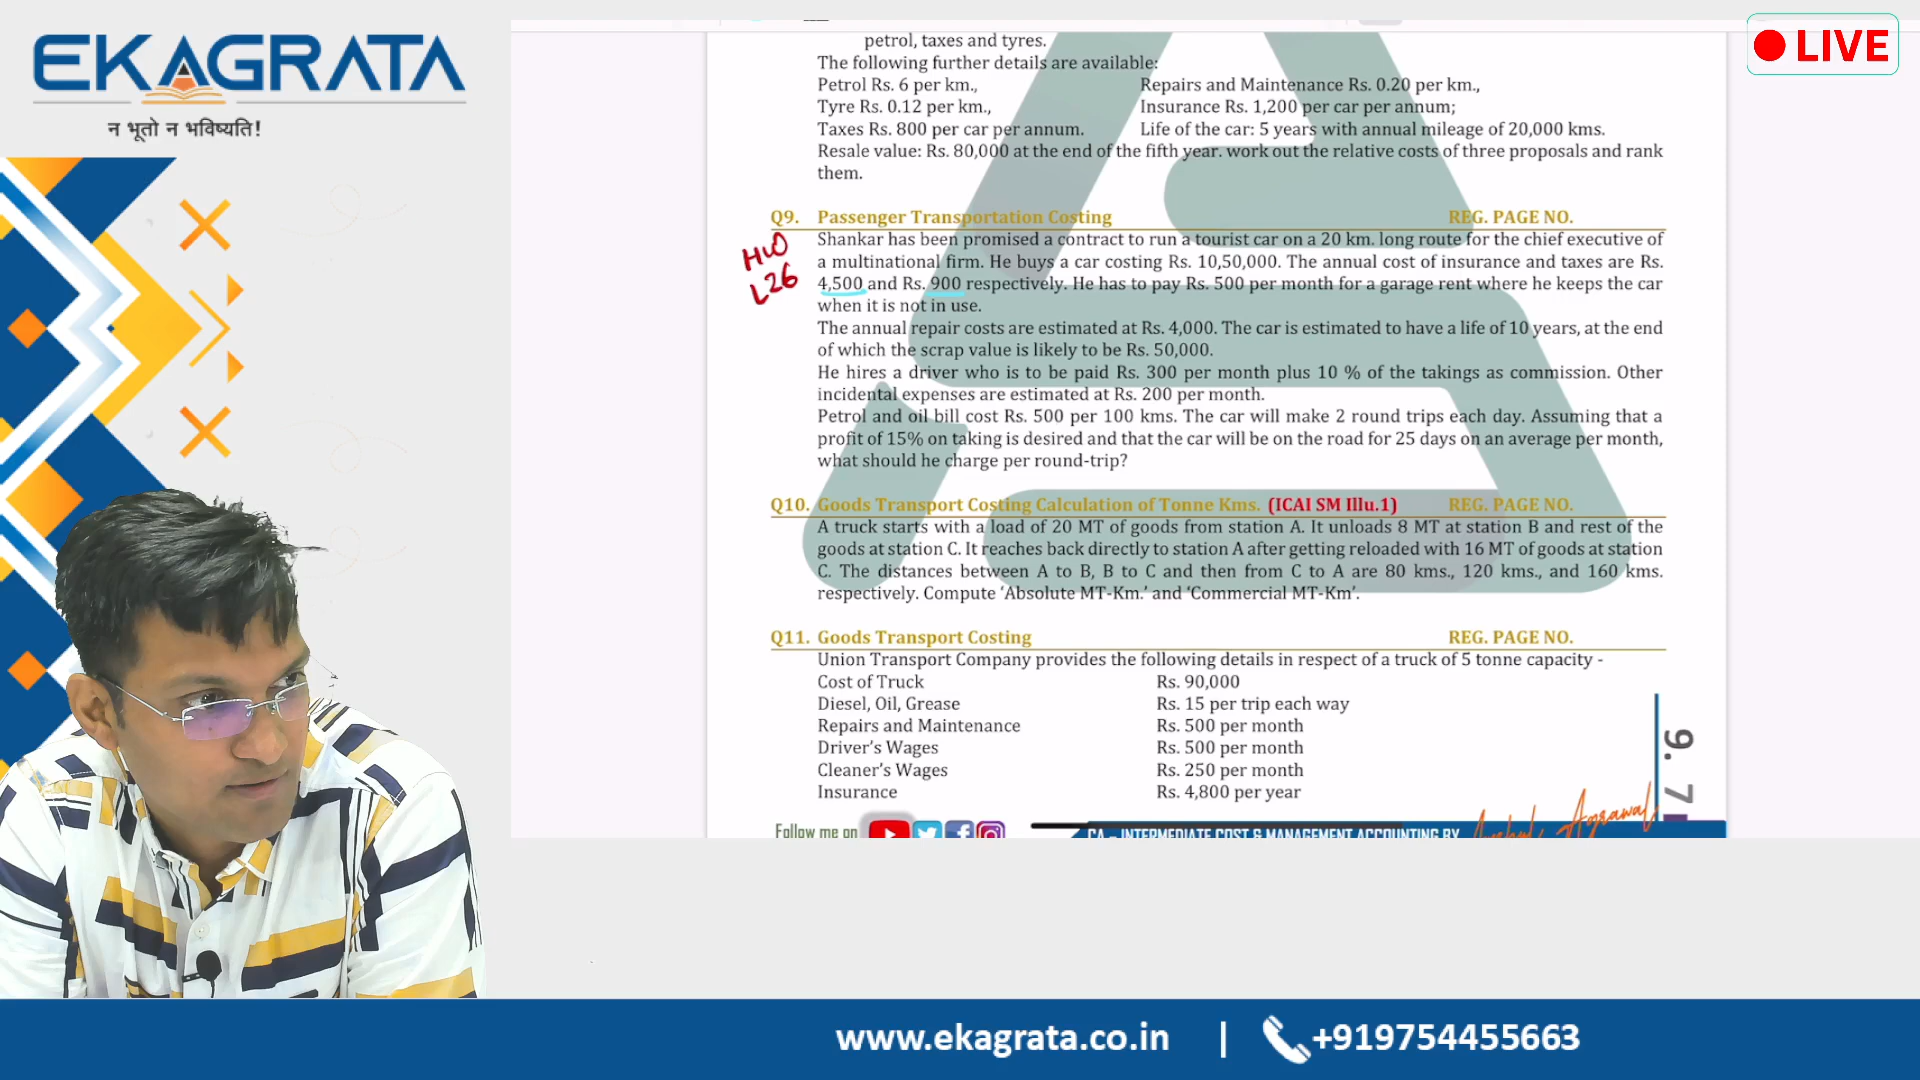 EKAGRATA
न भूतो न भविष्यति!
LIVE
petrol, taxes and tyres.
The following further details are available:
Petrol Rs. 6 per km., Repairs and Maintenance Rs. 0.20 per km.,
Tyre Rs. 0.12 per km., Insurance Rs. 1,200 per car per annum;
Taxes Rs. 800 per car per annum. Life of the car: 5 years with annual mileage of 20,000 kms.
Resale value: Rs. 80,000 at the end of the fifth year. work out the relative costs of three proposals and rank
them.
Q9. Passenger Transportation Costing REG. PAGE NO.
HW
L26
Shankar has been promised a contract to run a tourist car on a 20 km. long route for the chief executive of
a multinational firm. He buys a car costing Rs. 10,50,000. The annual cost of insurance and taxes are Rs.
4,500 and Rs. 900 respectively. He has to pay Rs. 500 per month for a garage rent where he keeps the car
when it is not in use.
The annual repair costs are estimated at Rs. 4,000. The car is estimated to have a life of 10 years, at the end
of which the scrap value is likely to be Rs. 50,000.
He hires a driver who is to be paid Rs. 300 per month plus 10 % of the takings as commission. Other
incidental expenses are estimated at Rs. 200 per month.
Petrol and oil bill cost Rs. 500 per 100 kms. The car will make 2 round trips each day. Assuming that a
profit of 15% on taking is desired and that the car will be on the road for 25 days on an average per month,
what should he charge per round-trip?
Q10. Goods Transport Costing Calculation of Tonne Kms. (ICAI SM Illu.1) REG. PAGE NO.
A truck starts with a load of 20 MT of goods from station A. It unloads 8 MT at station B and rest of the
goods at station C. It reaches back directly to station A after getting reloaded with 16 MT of goods at station
C. The distances between A to B, B to C and then from C to A are 80 kms., 120 kms., and 160 kms.
respectively. Compute ‘Absolute MT-Km.’ and ‘Commercial MT-Km’.
Q11. Goods Transport Costing REG. PAGE NO.
Union Transport Company provides the following details in respect of a truck of 5 tonne capacity -
Cost of Truck Rs. 90,000
Diesel, Oil, Grease Rs. 15 per trip each way
Repairs and Maintenance Rs. 500 per month
Driver’s Wages Rs. 500 per month
Cleaner’s Wages Rs. 250 per month
Insurance Rs. 4,800 per year
9. 7
Follow me on
CA – INTERMEDIATE COST & MANAGEMENT ACCOUNTING BY Agrawal
www.ekagrata.co.in | +919754455663